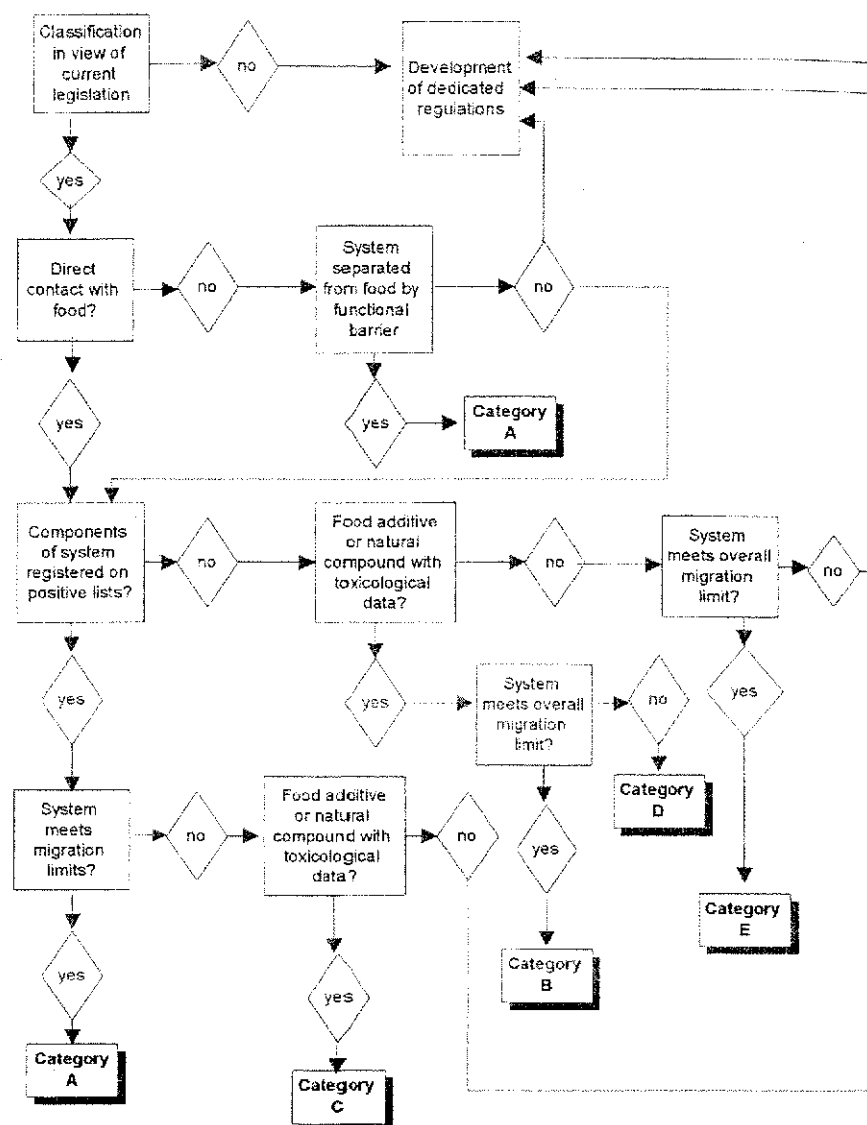 Classification
in view of
current
legislation
no
Development
of dedicated
regulations
yes
Direct
contact with
food?
no
System
separated
from food by
functional
barrier
no
yes
yes
Category
A
Components
of system
registered on
positive lists?
no
Food additive
or natural
compound with
toxicological
data?
no
System
meets overall
migration
limit?
no
yes
yes
System
meets overall
migration
limit?
no
yes
System
meets
migration
limits?
no
Food additive
or natural
compound with
toxicological
data?
no
Category
D
yes
Category
E
yes
yes
Category
B
Category
A
Category
C